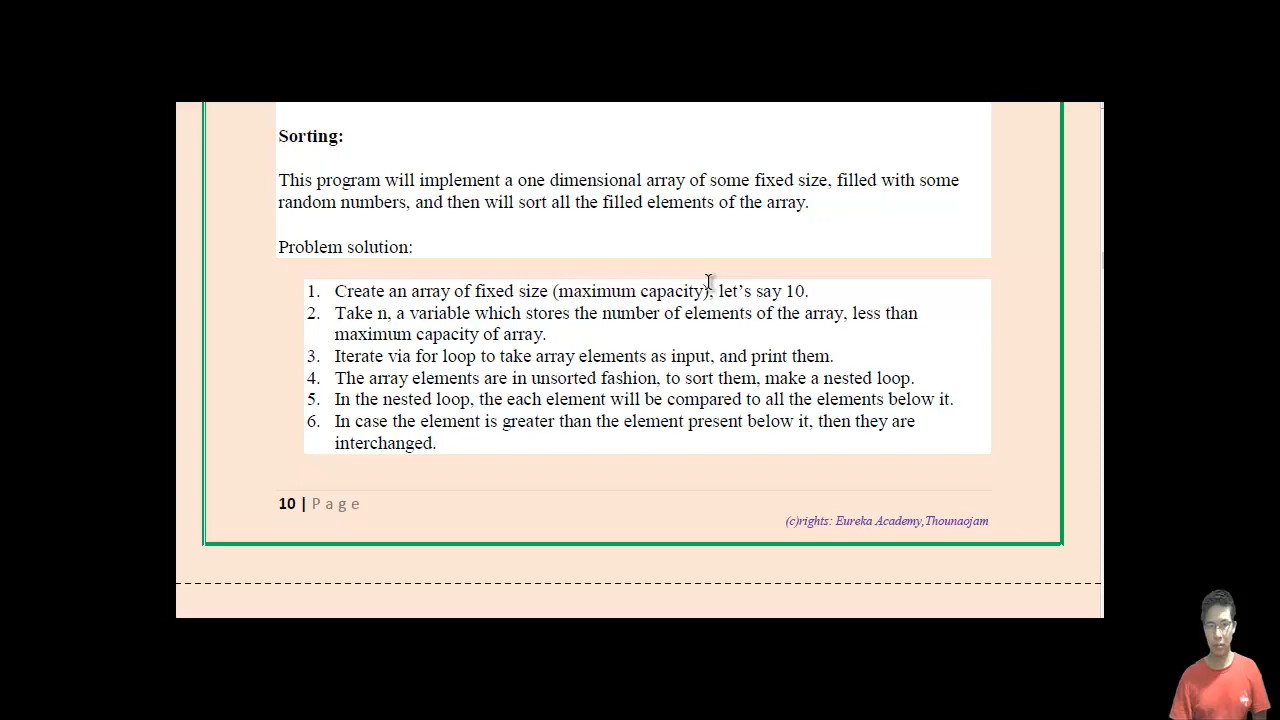 Sorting:
This program will implement a one dimensional array of some fixed size, filled with some
random numbers, and then will sort all the filled elements of the array.
Problem solution:
1. Create an array of fixed size (maximum capacity), let’s say 10.
2. Take n, a variable which stores the number of elements of the array, less than
maximum capacity of array.
3. Iterate via for loop to take array elements as input, and print them.
4. The array elements are in unsorted fashion, to sort them, make a nested loop.
5. In the nested loop, the each element will be compared to all the elements below it.
6. In case the element is greater than the element present below it, then they are
interchanged.
10 | Page
(c)rights: Eureka Academy,Thounaojam